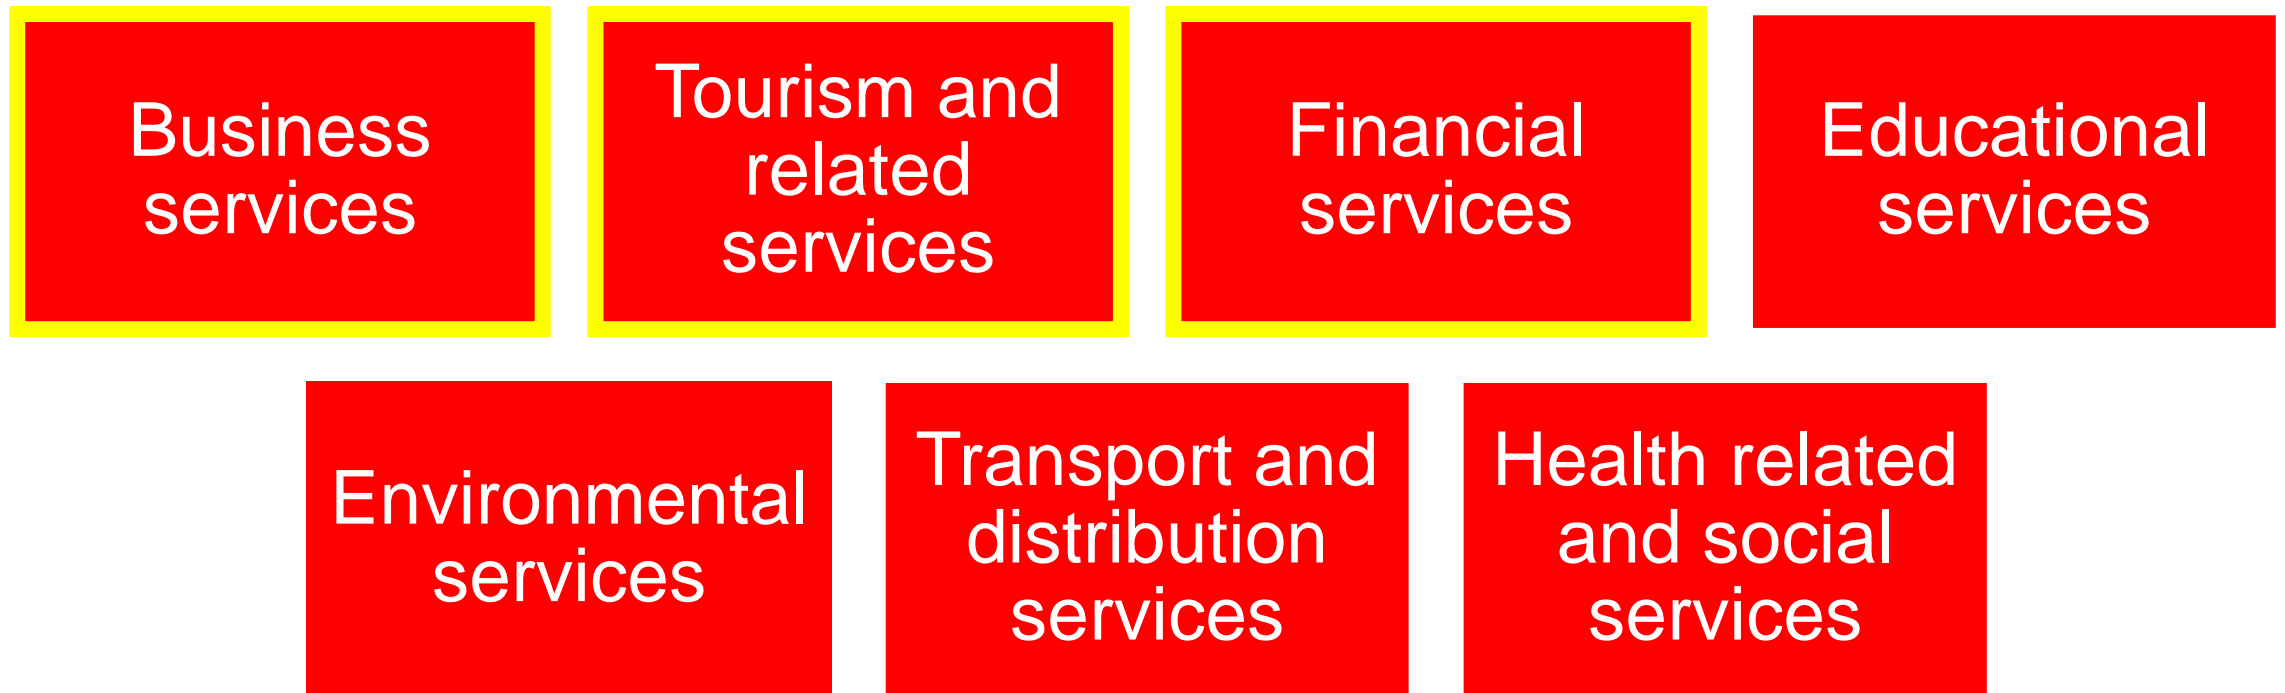 Business
services
Tourism and
related
services
Financial
services
Educational
services
Environmental
services
Transport and
distribution
services
Health related
and social
services